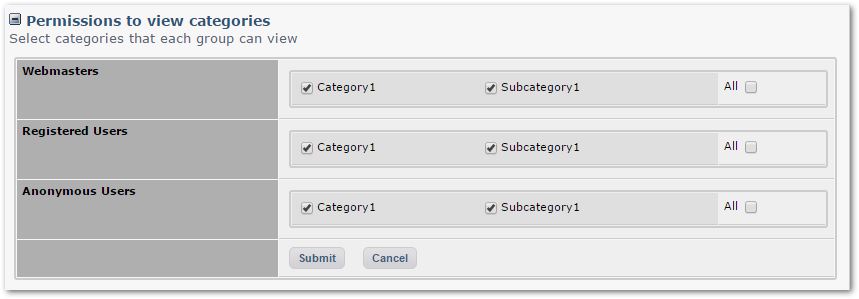 Permissions to view categories
Select categories that each group can view
Webmasters
Category1 Subcategory1 All
Registered Users
Category1 Subcategory1 All
Anonymous Users
Category1 Subcategory1 All
Submit Cancel